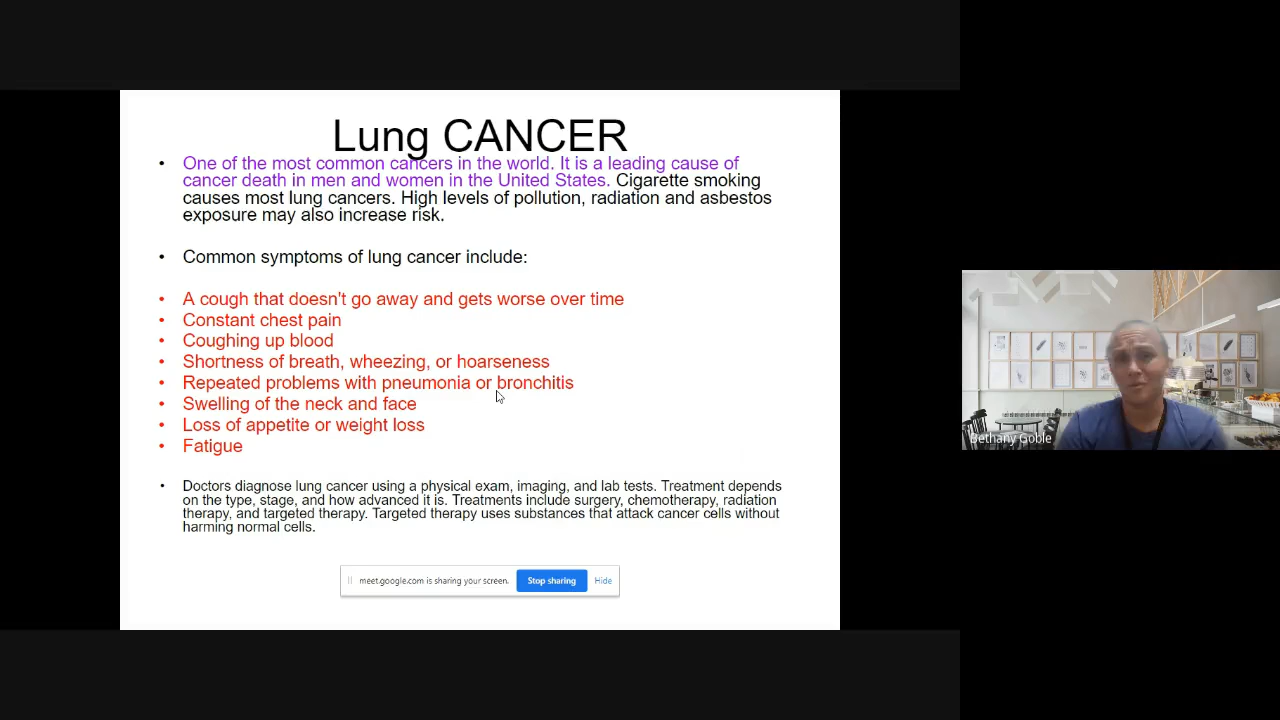 Lung CANCER
• One of the most common cancers in the world. It is a leading cause of
cancer death in men and women in the United States. Cigarette smoking
causes most lung cancers. High levels of pollution, radiation and asbestos
exposure may also increase risk.
• Common symptoms of lung cancer include:
• A cough that doesn't go away and gets worse over time
• Constant chest pain
• Coughing up blood
• Shortness of breath, wheezing, or hoarseness
• Repeated problems with pneumonia or bronchitis
• Swelling of the neck and face
• Loss of appetite or weight loss
• Fatigue
• Doctors diagnose lung cancer using a physical exam, imaging, and lab tests. Treatment depends
on the type, stage, and how advanced it is. Treatments include surgery, chemotherapy, radiation
therapy, and targeted therapy. Targeted therapy uses substances that attack cancer cells without
harming normal cells.
meet.google.com is sharing your screen. Stop sharing Hide
Bethany Goble